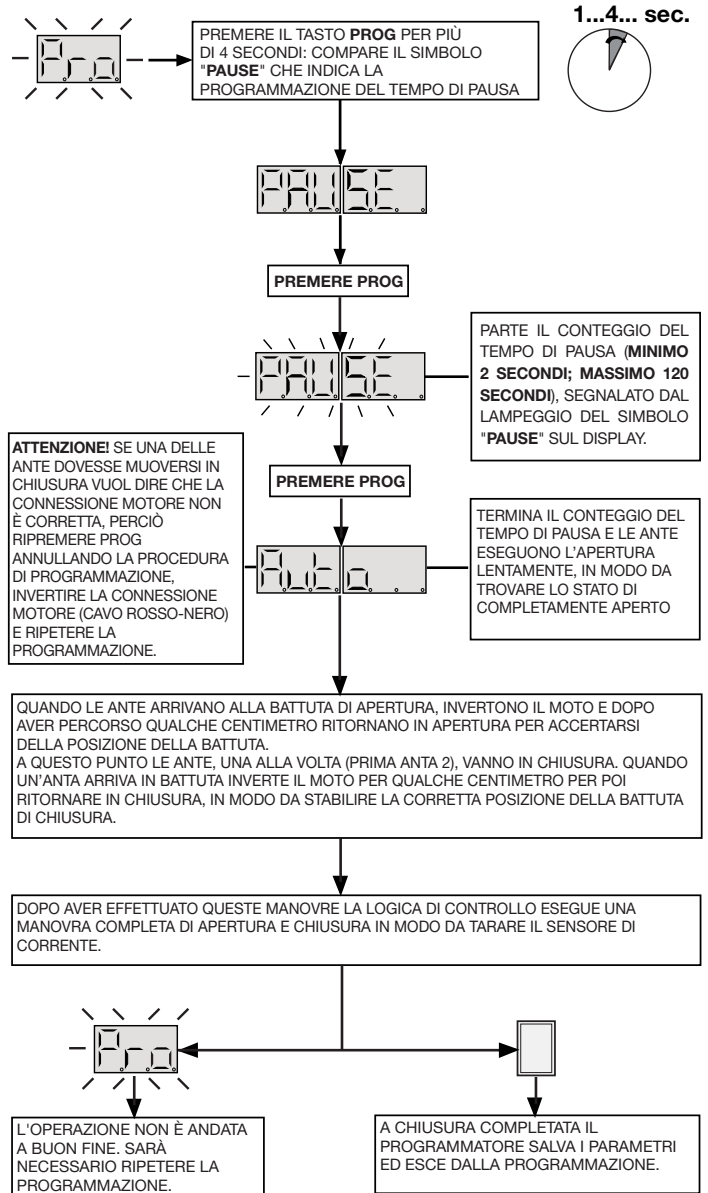 1...4... sec.
Pro
PREMERE IL TASTO PROG PER PIÙ
DI 4 SECONDI: COMPARE IL SIMBOLO
"PAUSE" CHE INDICA LA
PROGRAMMAZIONE DEL TEMPO DI PAUSA
PAUSE
PREMERE PROG
PAUSE
PARTE IL CONTEGGIO DEL
TEMPO DI PAUSA (MINIMO
2 SECONDI; MASSIMO 120
SECONDI), SEGNALATO DAL
LAMPEGGIO DEL SIMBOLO
"PAUSE" SUL DISPLAY.
ATTENZIONE! SE UNA DELLE
ANTE DOVESSE MUOVERSI IN
CHIUSURA VUOL DIRE CHE LA
CONNESSIONE MOTORE NON
È CORRETTA, PERCIÒ
RIPREMERE PROG
ANNULLANDO LA PROCEDURA
DI PROGRAMMAZIONE,
INVERTIRE LA CONNESSIONE
MOTORE (CAVO ROSSO-NERO)
E RIPETERE LA
PROGRAMMAZIONE.
PREMERE PROG
Auto
TERMINA IL CONTEGGIO DEL
TEMPO DI PAUSA E LE ANTE
ESEGUONO L'APERTURA
LENTAMENTE, IN MODO DA
TROVARE LO STATO DI
COMPLETAMENTE APERTO
QUANDO LE ANTE ARRIVANO ALLA BATTUTA DI APERTURA, INVERTONO IL MOTO E DOPO
AVER PERCORSO QUALCHE CENTIMETRO RITORNANO IN APERTURA PER ACCERTARSI
DELLA POSIZIONE DELLA BATTUTA.
A QUESTO PUNTO LE ANTE, UNA ALLA VOLTA (PRIMA ANTA 2), VANNO IN CHIUSURA. QUANDO
UN'ANTA ARRIVA IN BATTUTA INVERTE IL MOTO PER QUALCHE CENTIMETRO PER POI
RITORNARE IN CHIUSURA, IN MODO DA STABILIRE LA CORRETTA POSIZIONE DELLA BATTUTA
DI CHIUSURA.
DOPO AVER EFFETTUATO QUESTE MANOVRE LA LOGICA DI CONTROLLO ESEGUE UNA
MANOVRA COMPLETA DI APERTURA E CHIUSURA IN MODO DA TARARE IL SENSORE DI
CORRENTE.
Pro
L'OPERAZIONE NON È ANDATA
A BUON FINE. SARÀ
NECESSARIO RIPETERE LA
PROGRAMMAZIONE.
A CHIUSURA COMPLETATA IL
PROGRAMMATORE SALVA I PARAMETRI
ED ESCE DALLA PROGRAMMAZIONE.